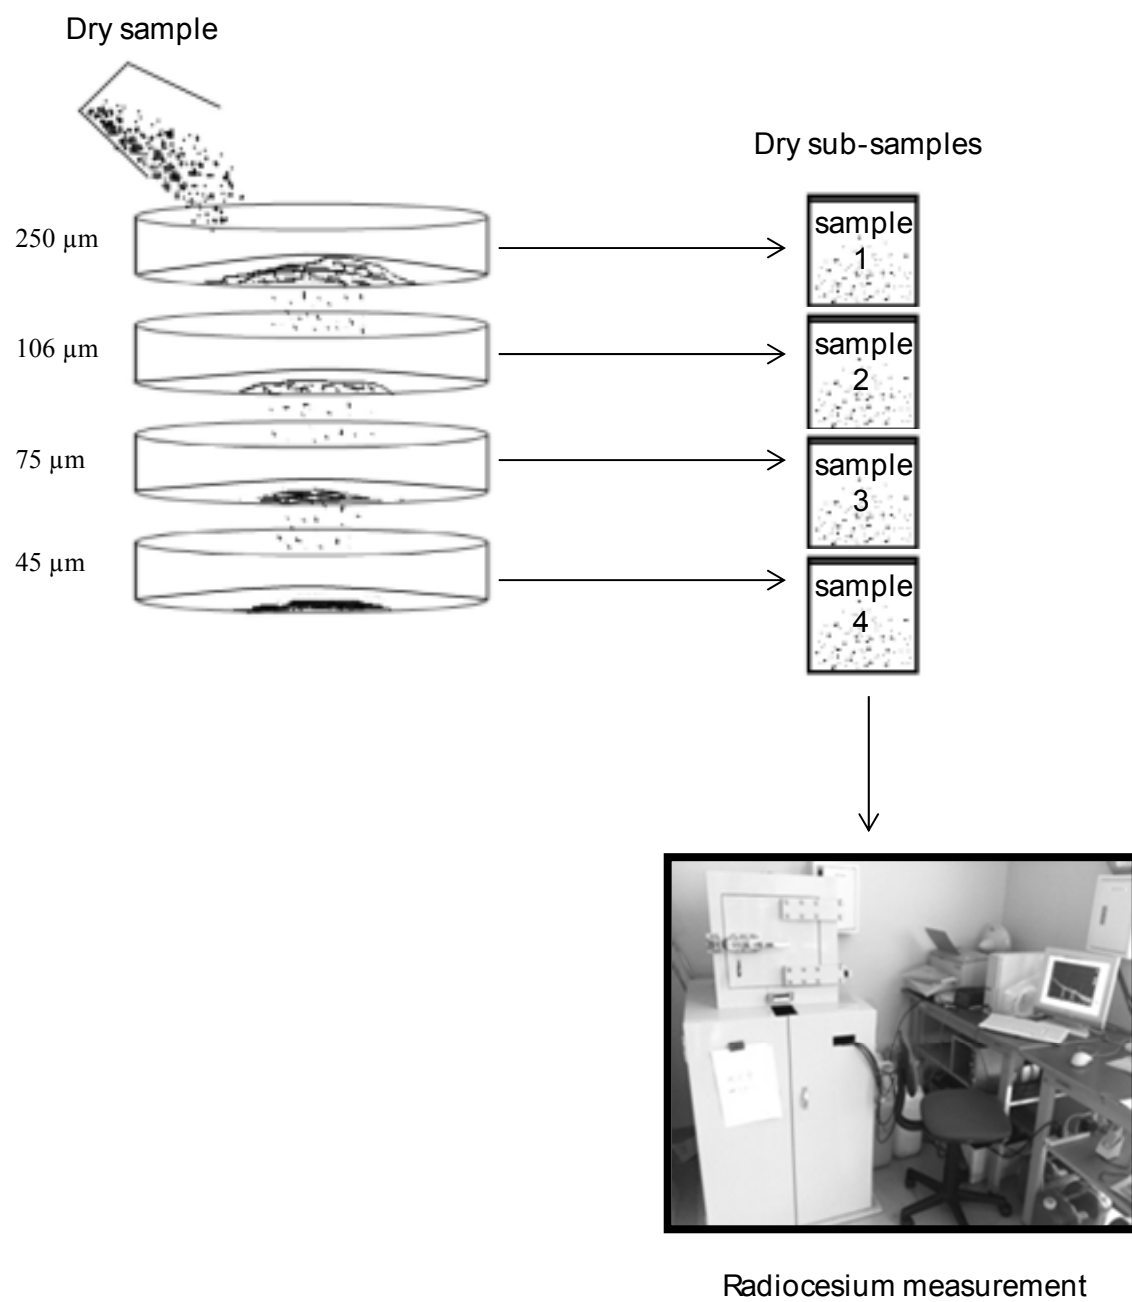 Dry sample
Dry sub-samples
250 µm
sample
1
106 µm
sample
2
75 µm
sample
3
45 µm
sample
4
Radiocesium measurement